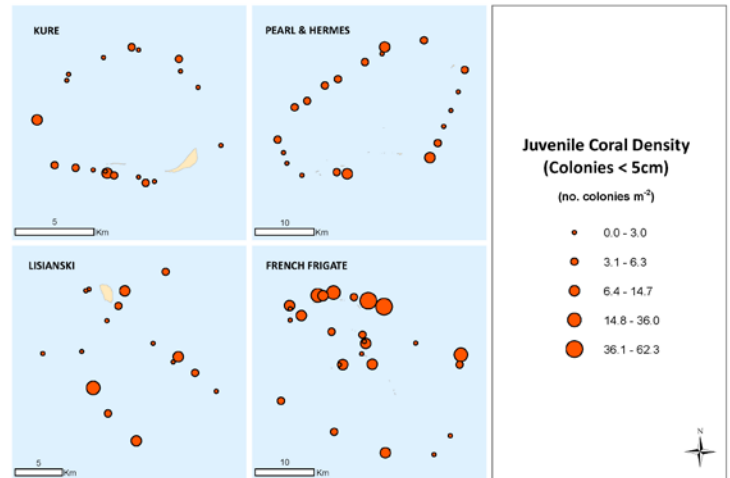 KURE
5
Km
PEARL & HERMES
10
Km
LISIANSKI
5
Km
FRENCH FRIGATE
10
Km
Juvenile Coral Density
(Colonies < 5cm)
(no. colonies m⁻²)
0.0 - 3.0
3.1 - 6.3
6.4 - 14.7
14.8 - 36.0
36.1 - 62.3
N